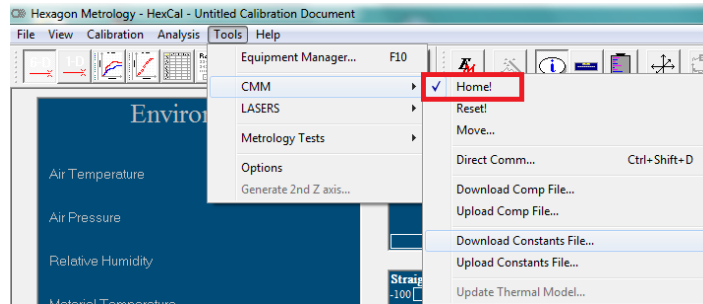 Hexagon Metrology - HexCal - Untitled Calibration Document
File View Calibration Analysis Tools Help
Equipment Manager... F10
CMM
LASERS
Metrology Tests
Options
Generate 2nd Z axis...
Home!
Reset!
Move...
Direct Comm... Ctrl+Shift+D
Download Comp File...
Upload Comp File...
Download Constants File...
Upload Constants File...
Update Thermal Model...
Enviro
Air Temperature
Air Pressure
Relative Humidity
Material Temperature
Straig
-100